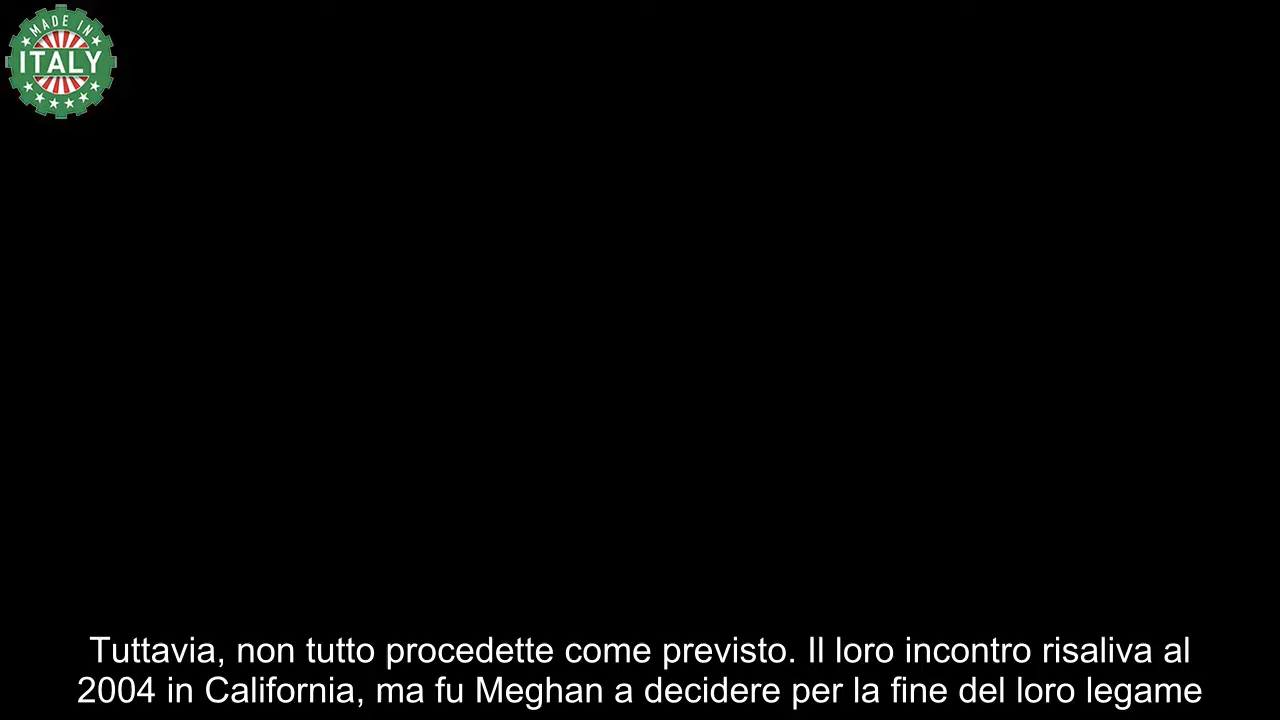 MADE IN
ITALY
Tuttavia, non tutto procedette come previsto. Il loro incontro risaliva al
2004 in California, ma fu Meghan a decidere per la fine del loro legame